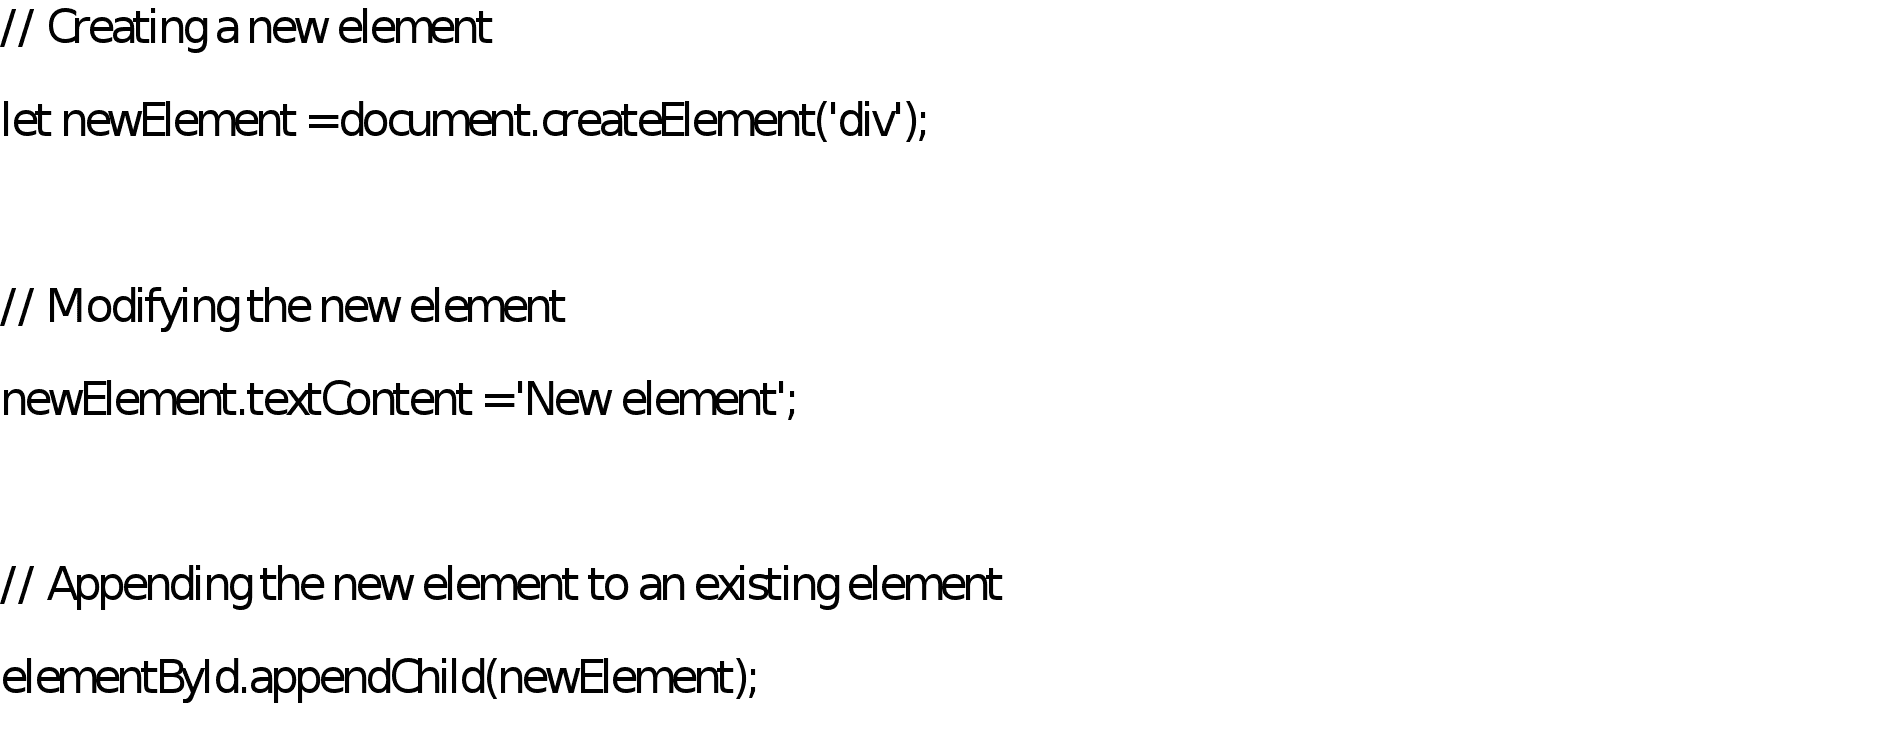 // Creating a new element
let newElement = document.createElement('div');
// Modifying the new element
newElement.textContent = 'New element';
// Appending the new element to an existing element
elementById.appendChild(newElement);